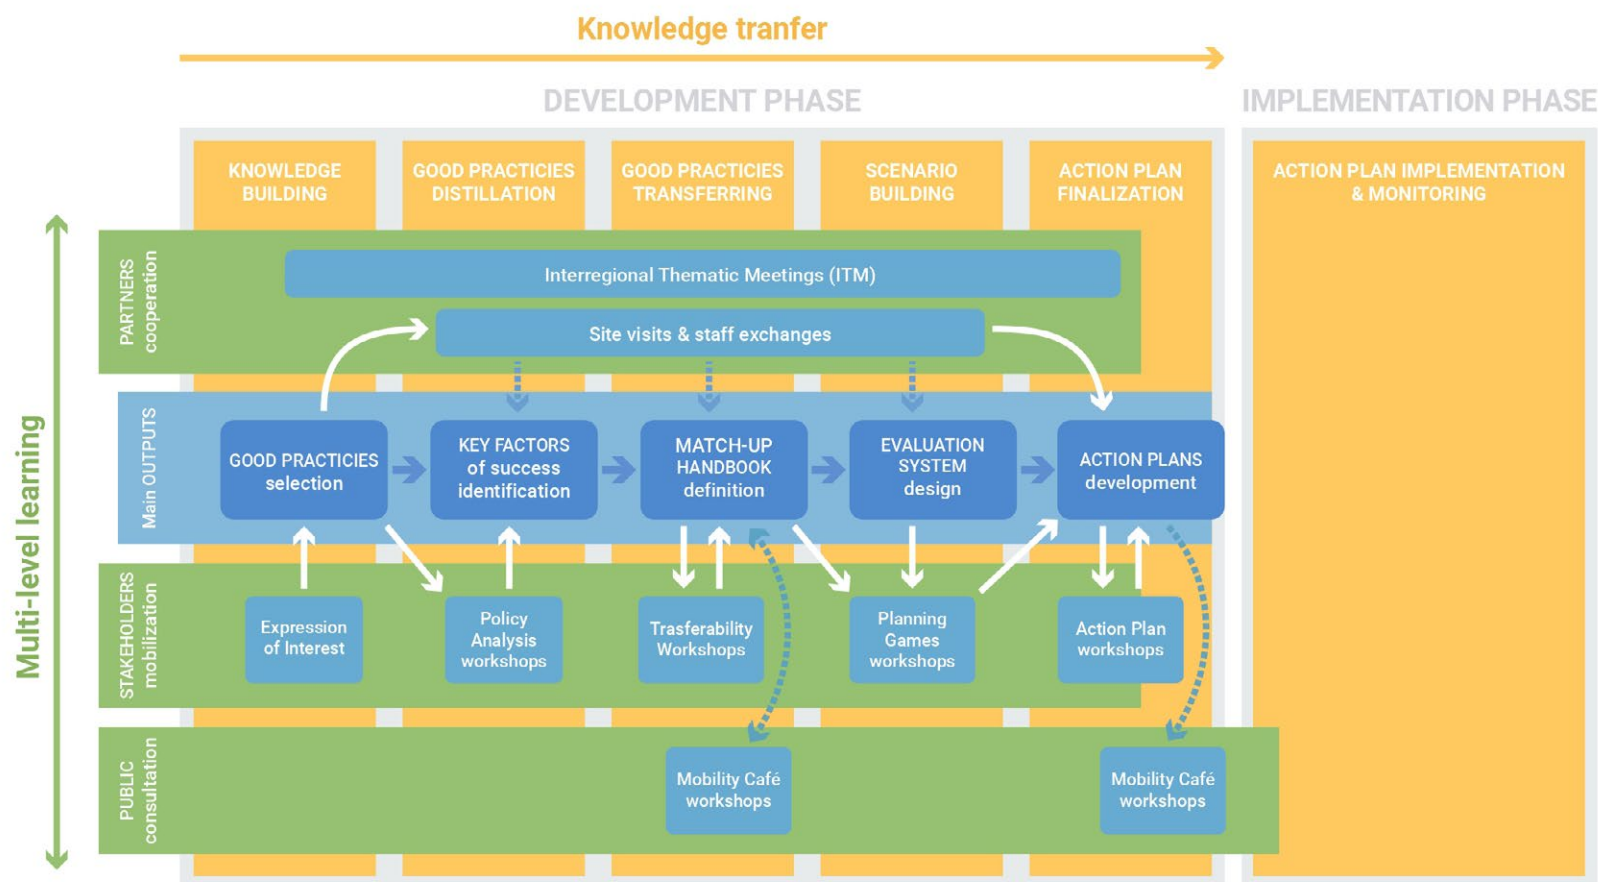 Knowledge tranfer
DEVELOPMENT PHASE
IMPLEMENTATION PHASE
KNOWLEDGE
BUILDING
GOOD PRACTICIES
DISTILLATION
GOOD PRACTICIES
TRANSFERRING
SCENARIO
BUILDING
ACTION PLAN
FINALIZATION
ACTION PLAN IMPLEMENTATION
& MONITORING
Multi-level learning
PARTNERS
cooperation
Interregional Thematic Meetings (ITM)
Site visits & staff exchanges
Main OUTPUTS
GOOD PRACTICIES
selection
KEY FACTORS
of success
identification
MATCH-UP
HANDBOOK
definition
EVALUATION
SYSTEM
design
ACTION PLANS
development
STAKEHOLDERS
mobilization
Expression
of Interest
Policy
Analysis
workshops
Trasferability
Workshops
Planning
Games
workshops
Action Plan
workshops
PUBLIC
consultation
Mobility Café
workshops
Mobility Café
workshops